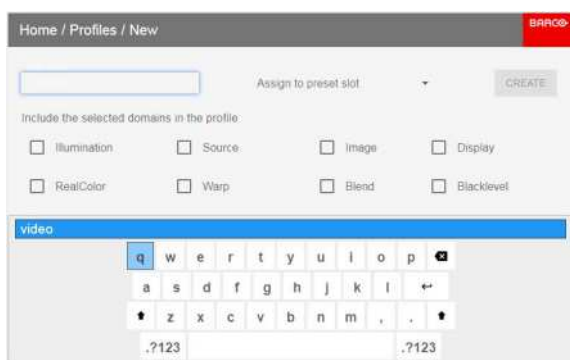 Home / Profiles / New
BARCO
Assign to preset slot
CREATE
Include the selected domains in the profile
Illumination Source Image Display
RealColor Warp Blend Blacklevel
video
q w e r t y u i o p
a s d f g h j k l
z x c v b n m , .
.?123 .?123